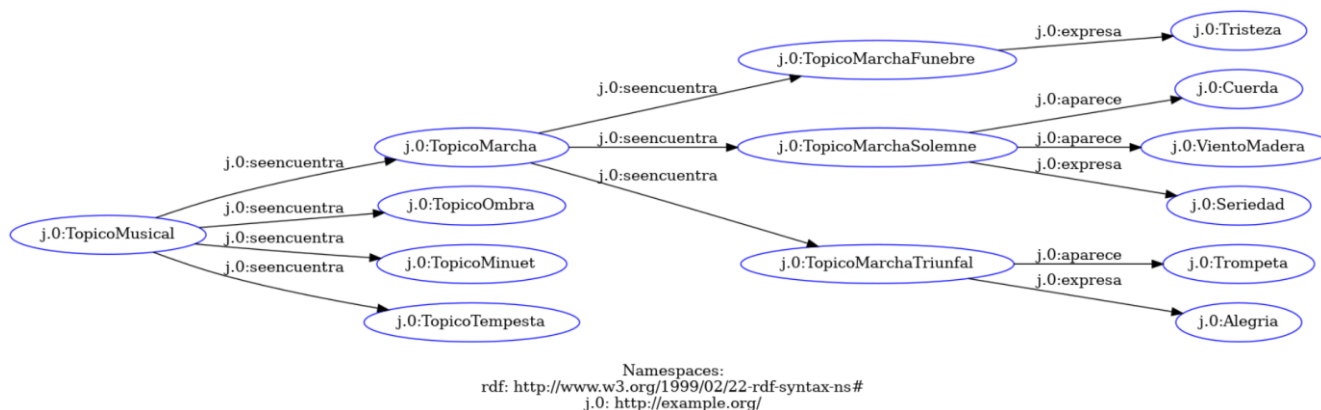 j.0:expresa
j.0:Tristeza
j.0:TopicoMarchaFunebre
j.0:seencuentra
j.0:aparece
j.0:Cuerda
j.0:TopicoMarcha
j.0:seencuentra
j.0:TopicoMarchaSolemne
j.0:aparece
j.0:VientoMadera
j.0:seencuentra
j.0:seencuentra
j.0:expresa
j.0:seencuentra
j.0:TopicoOmbra
j.0:Seriedad
j.0:TopicoMusical
j.0:seencuentra
j.0:aparece
j.0:seencuentra
j.0:TopicoMinuet
j.0:TopicoMarchaTriunfal
j.0:Trompeta
j.0:expresa
j.0:TopicoTempesta
j.0:Alegria
Namespaces:
rdf: http://www.w3.org/1999/02/22-rdf-syntax-ns#
j.0: http://example.org/